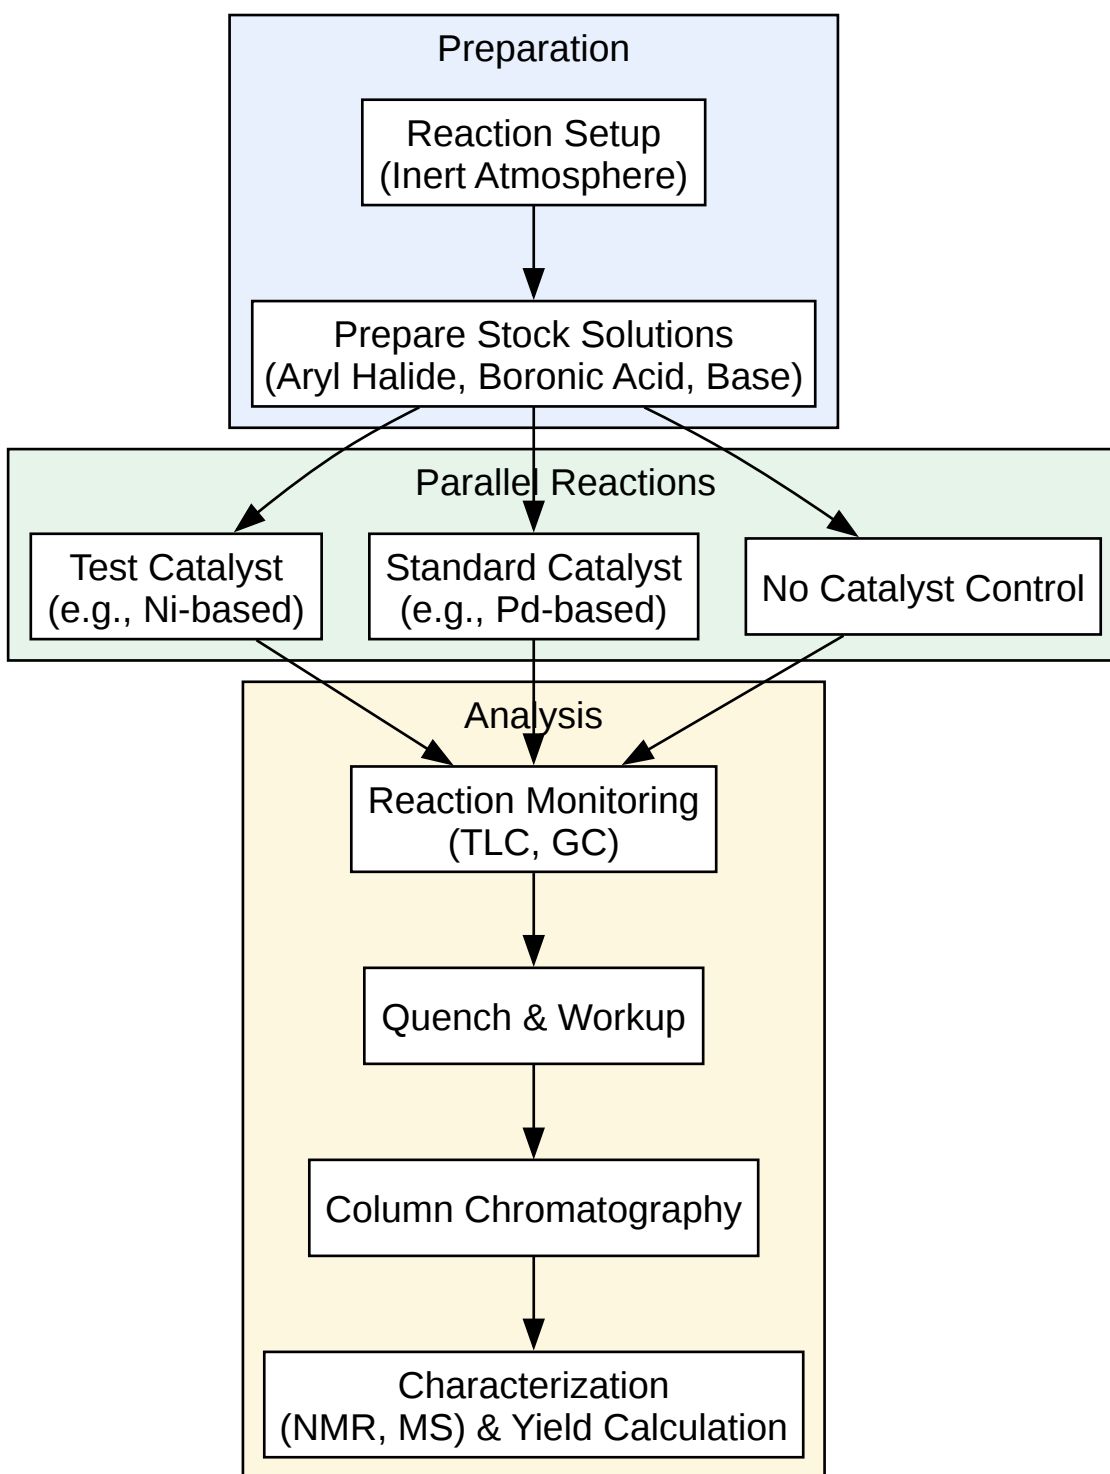 Preparation
Reaction Setup
(Inert Atmosphere)
Prepare Stock Solutions
(Aryl Halide, Boronic Acid, Base)
Parallel Reactions
Test Catalyst
(e.g., Ni-based)
Standard Catalyst
(e.g., Pd-based)
No Catalyst Control
Analysis
Reaction Monitoring
(TLC, GC)
Quench & Workup
Column Chromatography
Characterization
(NMR, MS) & Yield Calculation